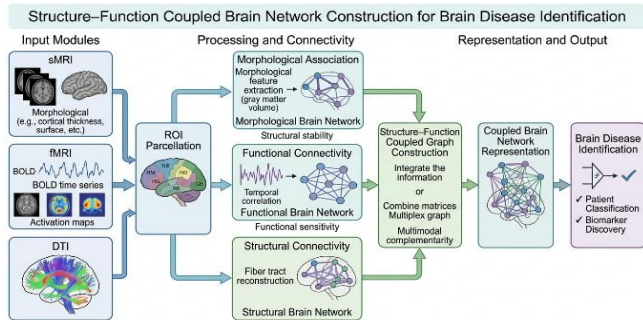 Structure–Function Coupled Brain Network Construction for Brain Disease Identification
Input Modules
Processing and Connectivity
Representation and Output
sMRI
Morphological
(e.g., cortical thickness,
surface, etc.)
fMRI
BOLD
BOLD time series
Activation maps
DTI
ROI
Parcellation
Morphological Association
Morphological
feature
extraction
(gray matter
volume)
Morphological Brain Network
Structural stability
Functional Connectivity
Temporal
correlation
Functional Brain Network
Functional sensitivity
Structural Connectivity
Fiber tract
reconstruction
Structural Brain Network
Structure–Function
Coupled Graph
Construction
Integrate the
information
or
Combine matrices
Multiplex graph
Multimodal
complementarity
Coupled Brain
Network
Representation
Brain Disease
Identification
✓ Patient
Classification
✓ Biomarker
Discovery